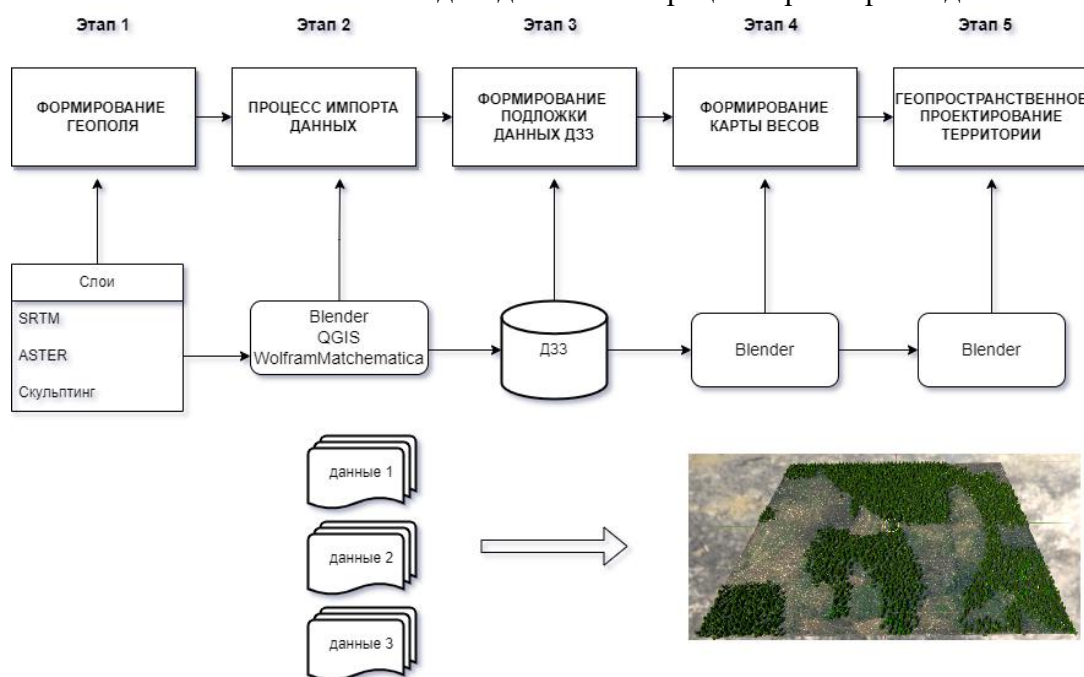 Этап 1
Этап 2
Этап 3
Этап 4
Этап 5
ФОРМИРОВАНИЕ
ГЕОПОЛЯ
ПРОЦЕСС ИМПОРТА
ДАННЫХ
ФОРМИРОВАНИЕ
ПОДЛОЖКИ
ДАННЫХ ДЗЗ
ФОРМИРОВАНИЕ
КАРТЫ ВЕСОВ
ГЕОПРОСТРАНСТВЕННОЕ
ПРОЕКТИРОВАНИЕ
ТЕРРИТОРИИ
Слои
SRTM
ASTER
Скульптинг
Blender
QGIS
WolframMatchematica
ДЗЗ
Blender
Blender
данные 1
данные 2
данные 3